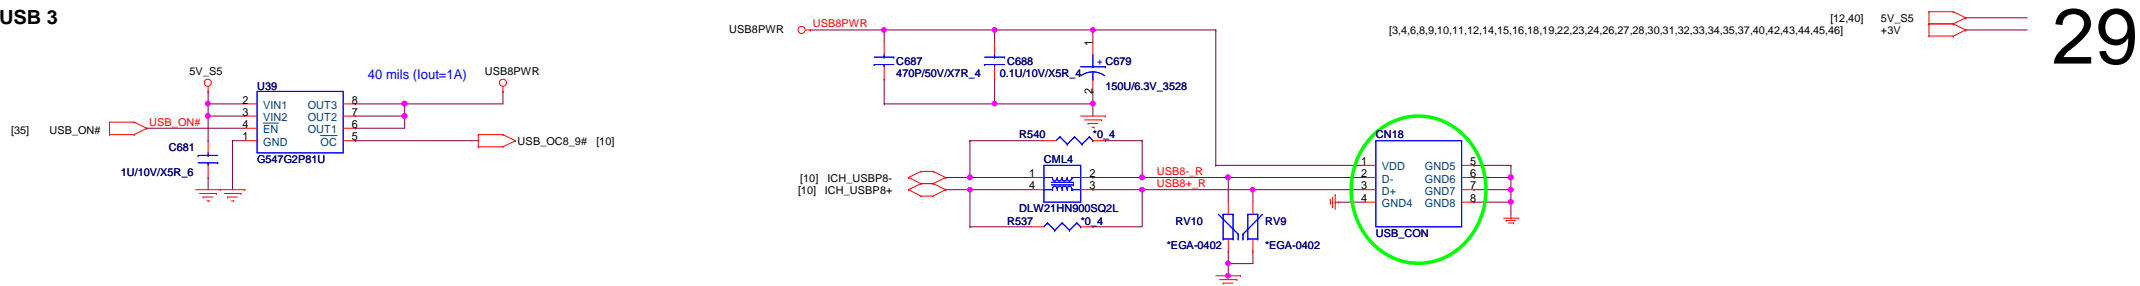 USB 3
29
[12,40] 5V_S5
[3,4,6,8,9,10,11,12,14,15,16,18,19,22,23,24,26,27,28,30,31,32,33,34,35,37,40,42,43,44,45,46] +3V
5V_S5
40 mils (Iout=1A)
USB8PWR
U39
2 VIN1 OUT3 8
3 VIN2 OUT2 7
4 EN OUT1 6
1 GND OC 5
G547G2P81U
[35] USB_ON#
USB_ON#
USB_OC8_9# [10]
C681
1U/10V/X5R_6
USB8PWR
USB8PWR
C687
470P/50V/X7R_4
C688
0.1U/10V/X5R_4
1
+ C679
2
150U/6.3V_3528
R540
*0_4
CML4
[10] ICH_USBP8-
1 2
USB8-_R
[10] ICH_USBP8+
4 3
USB8+_R
DLW21HN900SQ2L
R537
*0_4
RV10
*EGA-0402
RV9
*EGA-0402
CN18
1 VDD GND5 5
2 D- GND6 6
3 D+ GND7 7
4 GND4 GND8 8
USB_CON